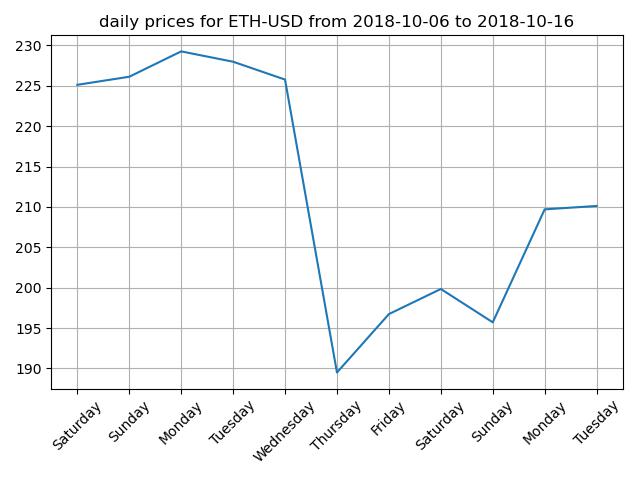 daily prices for ETH-USD from 2018-10-06 to 2018-10-16
230
225
220
215
210
205
200
195
190
Saturday
Sunday
Monday
Tuesday
Wednesday
Thursday
Friday
Saturday
Sunday
Monday
Tuesday